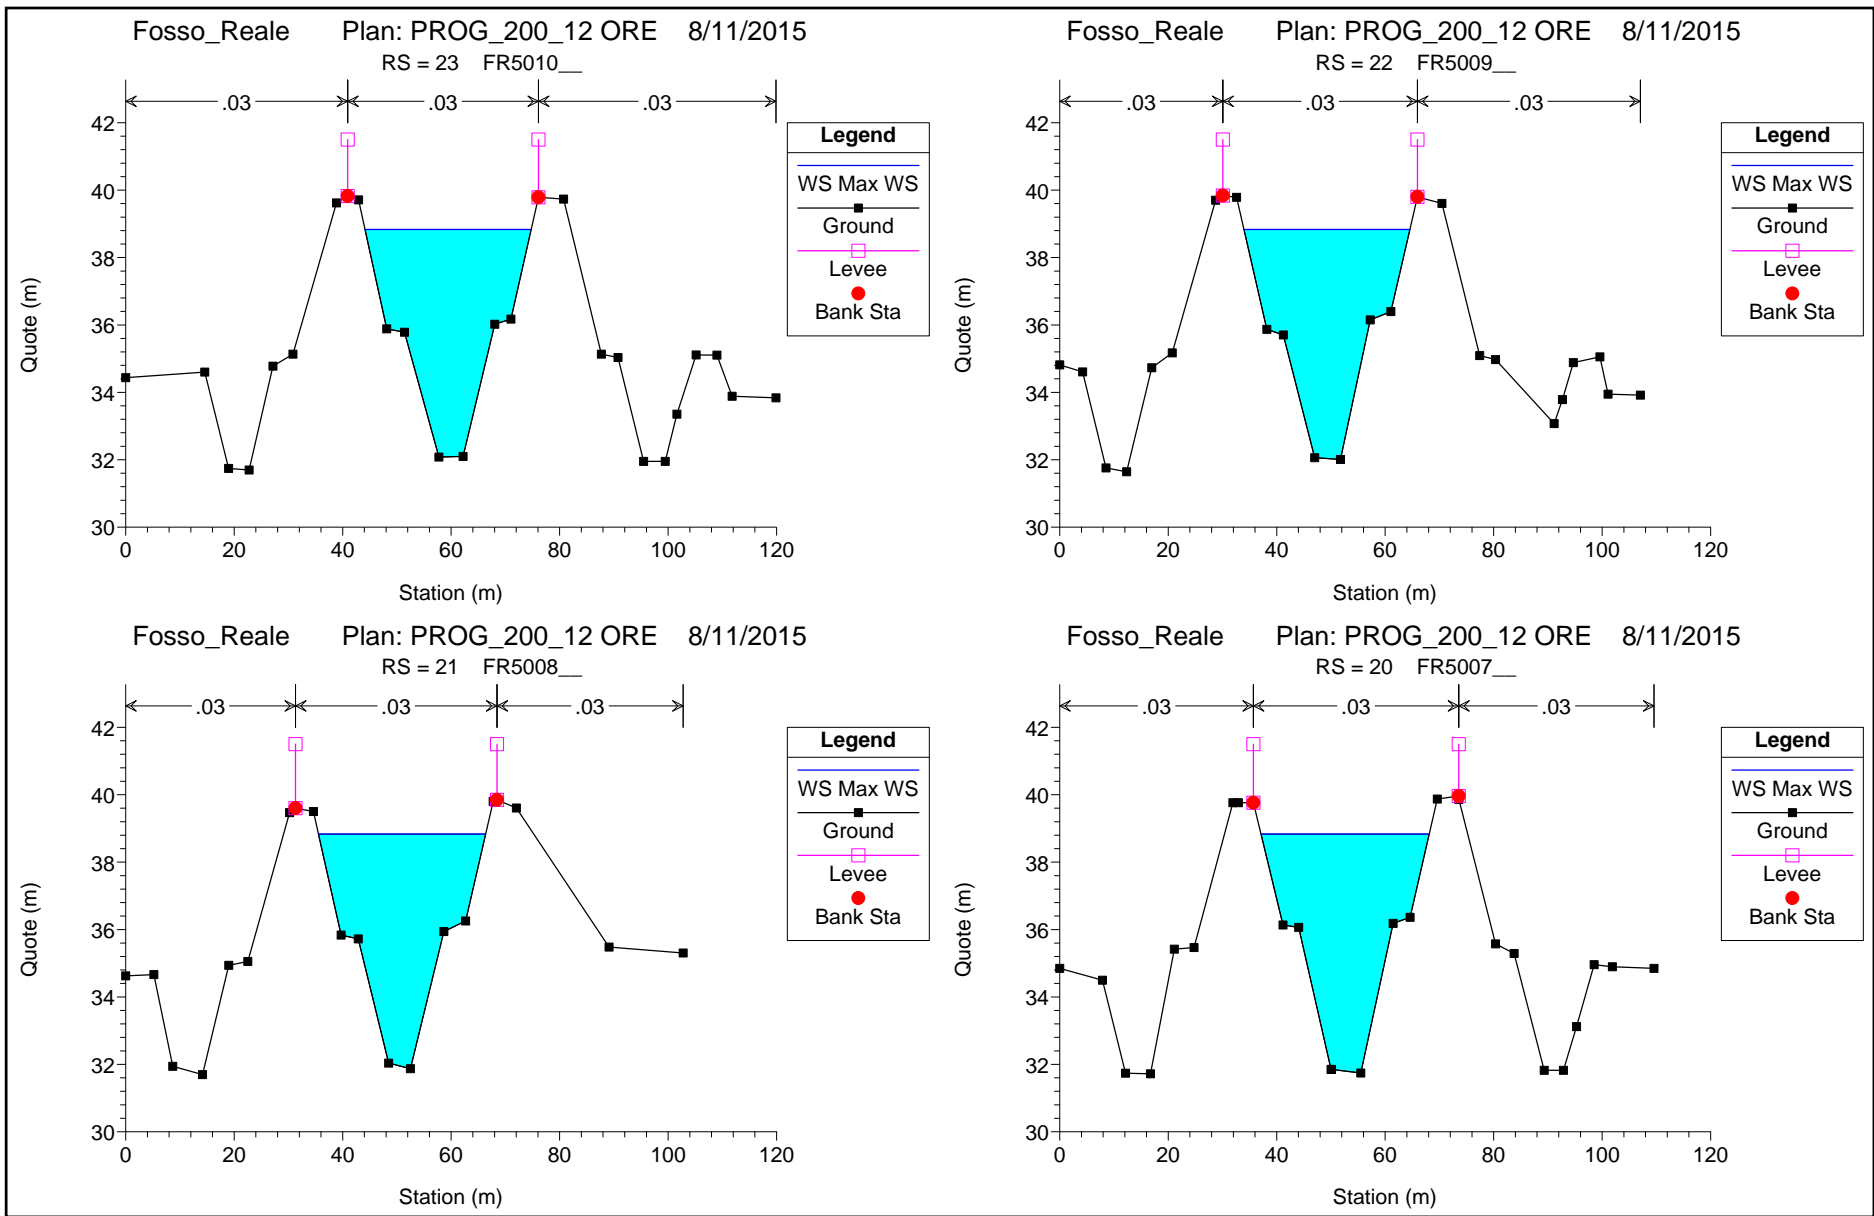 Fosso_Reale Plan: PROG_200_12 ORE 8/11/2015
RS = 23 FR5010__
.03 .03 .03
42
40
38
36
34
32
30
0 20 40 60 80 100 120
Quote (m)
Station (m)
Legend
WS Max WS
Ground
Levee
Bank Sta
Fosso_Reale Plan: PROG_200_12 ORE 8/11/2015
RS = 22 FR5009__
.03 .03 .03
42
40
38
36
34
32
30
0 20 40 60 80 100 120
Quote (m)
Station (m)
Legend
WS Max WS
Ground
Levee
Bank Sta
Fosso_Reale Plan: PROG_200_12 ORE 8/11/2015
RS = 21 FR5008__
.03 .03 .03
42
40
38
36
34
32
30
0 20 40 60 80 100 120
Quote (m)
Station (m)
Legend
WS Max WS
Ground
Levee
Bank Sta
Fosso_Reale Plan: PROG_200_12 ORE 8/11/2015
RS = 20 FR5007__
.03 .03 .03
42
40
38
36
34
32
30
0 20 40 60 80 100 120
Quote (m)
Station (m)
Legend
WS Max WS
Ground
Levee
Bank Sta